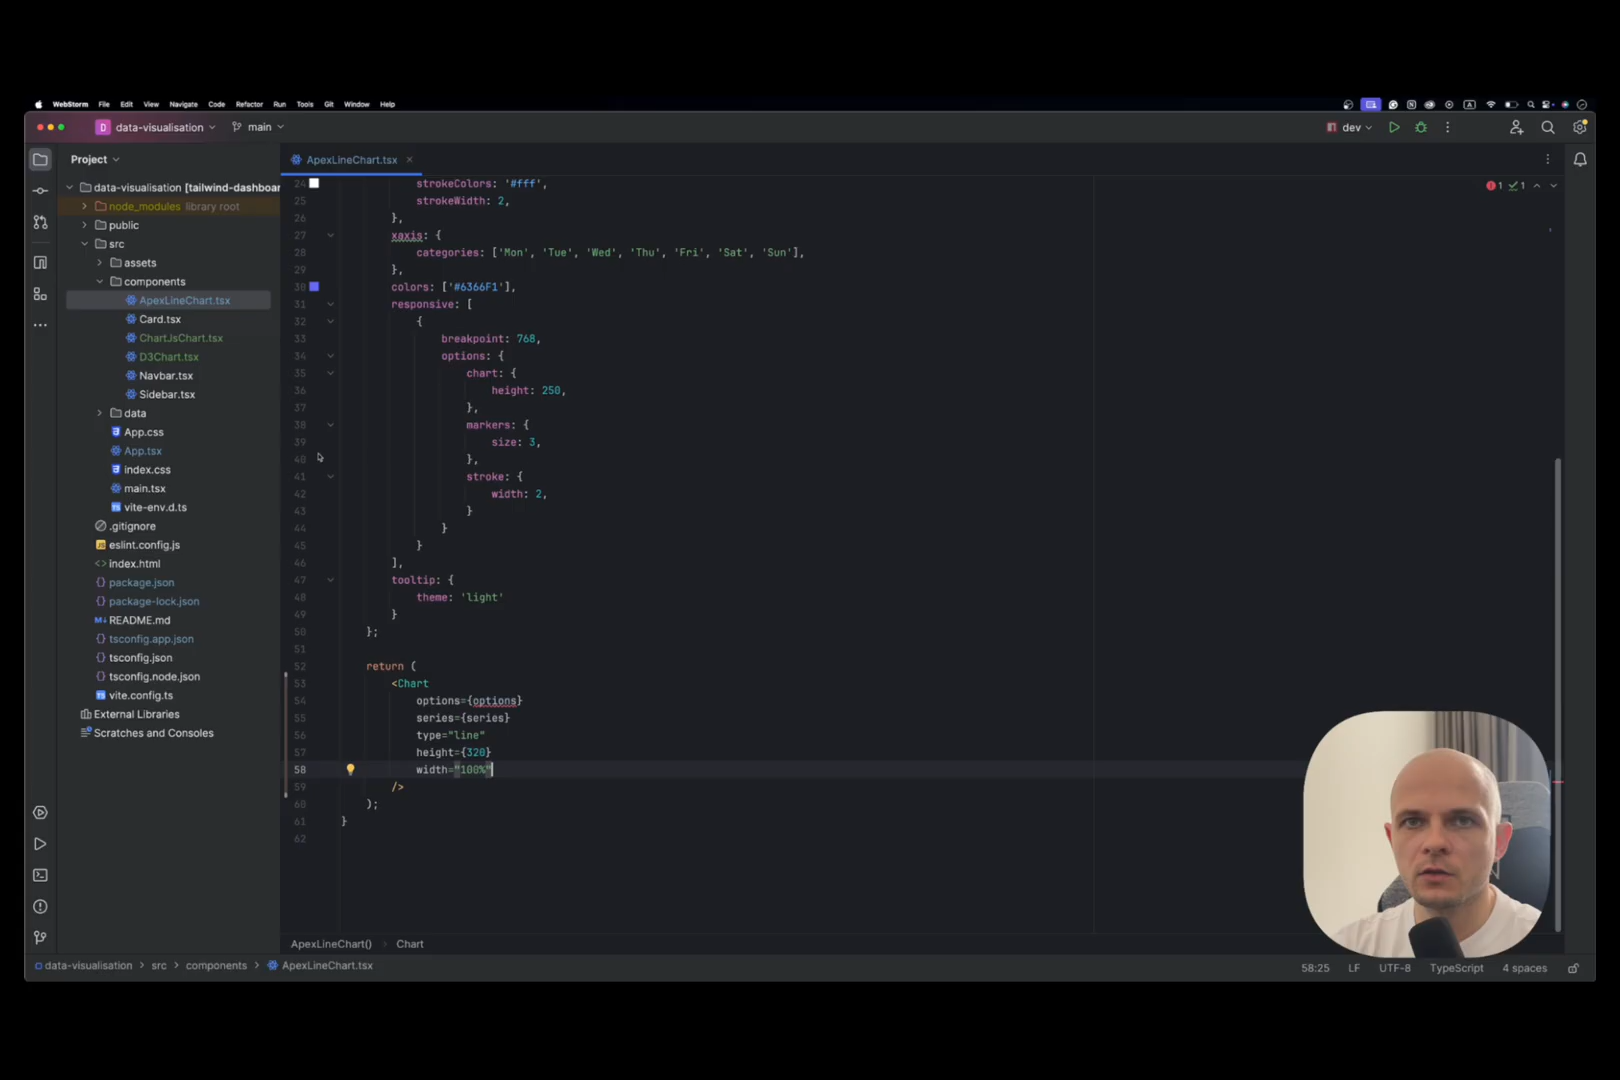 WebStorm File Edit View Navigate Code Refactor Run Tools Git Window Help
D data-visualisation main dev
Project
ApexLineChart.tsx
data-visualisation [tailwind-dashboar
node_modules library root
public
src
assets
components
ApexLineChart.tsx
Card.tsx
ChartJsChart.tsx
D3Chart.tsx
Navbar.tsx
Sidebar.tsx
data
App.css
App.tsx
index.css
main.tsx
vite-env.d.ts
.gitignore
eslint.config.js
index.html
package.json
package-lock.json
README.md
tsconfig.app.json
tsconfig.json
tsconfig.node.json
vite.config.ts
External Libraries
Scratches and Consoles
1 1
24 strokeColors: '#fff',
25 strokeWidth: 2,
26 },
27 xaxis: {
28 categories: ['Mon', 'Tue', 'Wed', 'Thu', 'Fri', 'Sat', 'Sun'],
29 },
30 colors: ['#6366F1'],
31 responsive: [
32 {
33 breakpoint: 768,
34 options: {
35 chart: {
36 height: 250,
37 },
38 markers: {
39 size: 3,
40 },
41 stroke: {
42 width: 2,
43 }
44 }
45 }
46 ],
47 tooltip: {
48 theme: 'light'
49 }
50 };
51
52 return (
53 <Chart
54 options={options}
55 series={series}
56 type="line"
57 height={320}
58 width="100%"
59 />
60 );
61 }
62
ApexLineChart() > Chart
data-visualisation > src > components > ApexLineChart.tsx
58:25 LF UTF-8 TypeScript 4 spaces